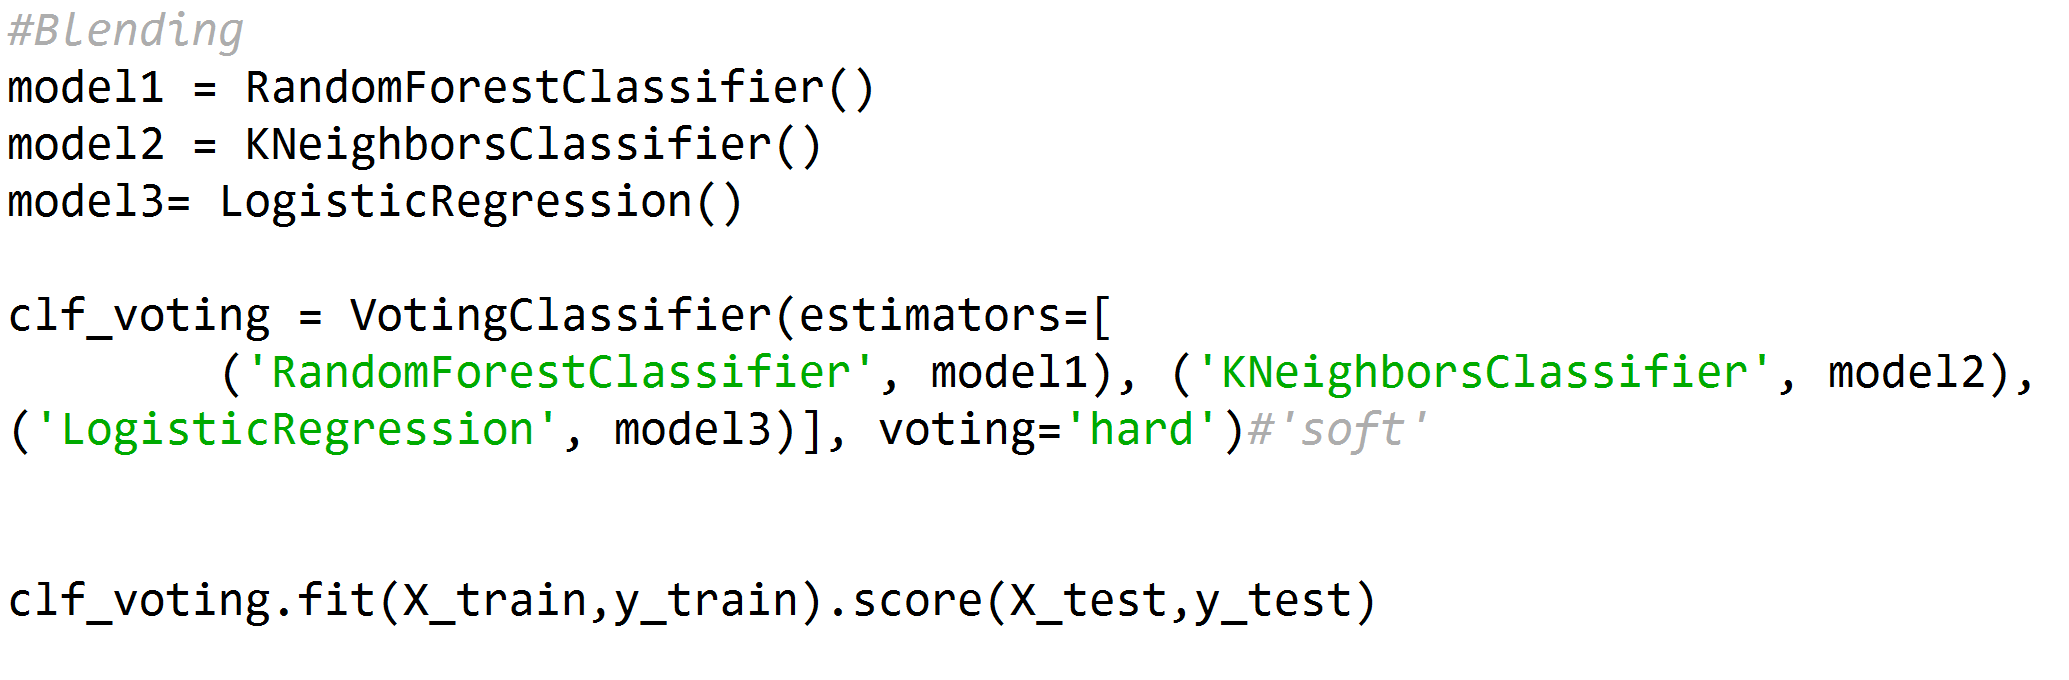 #Blending
model1 = RandomForestClassifier()
model2 = KNeighborsClassifier()
model3= LogisticRegression()
clf_voting = VotingClassifier(estimators=[
('RandomForestClassifier', model1), ('KNeighborsClassifier', model2),
('LogisticRegression', model3)], voting='hard')#'soft'
clf_voting.fit(X_train,y_train).score(X_test,y_test)